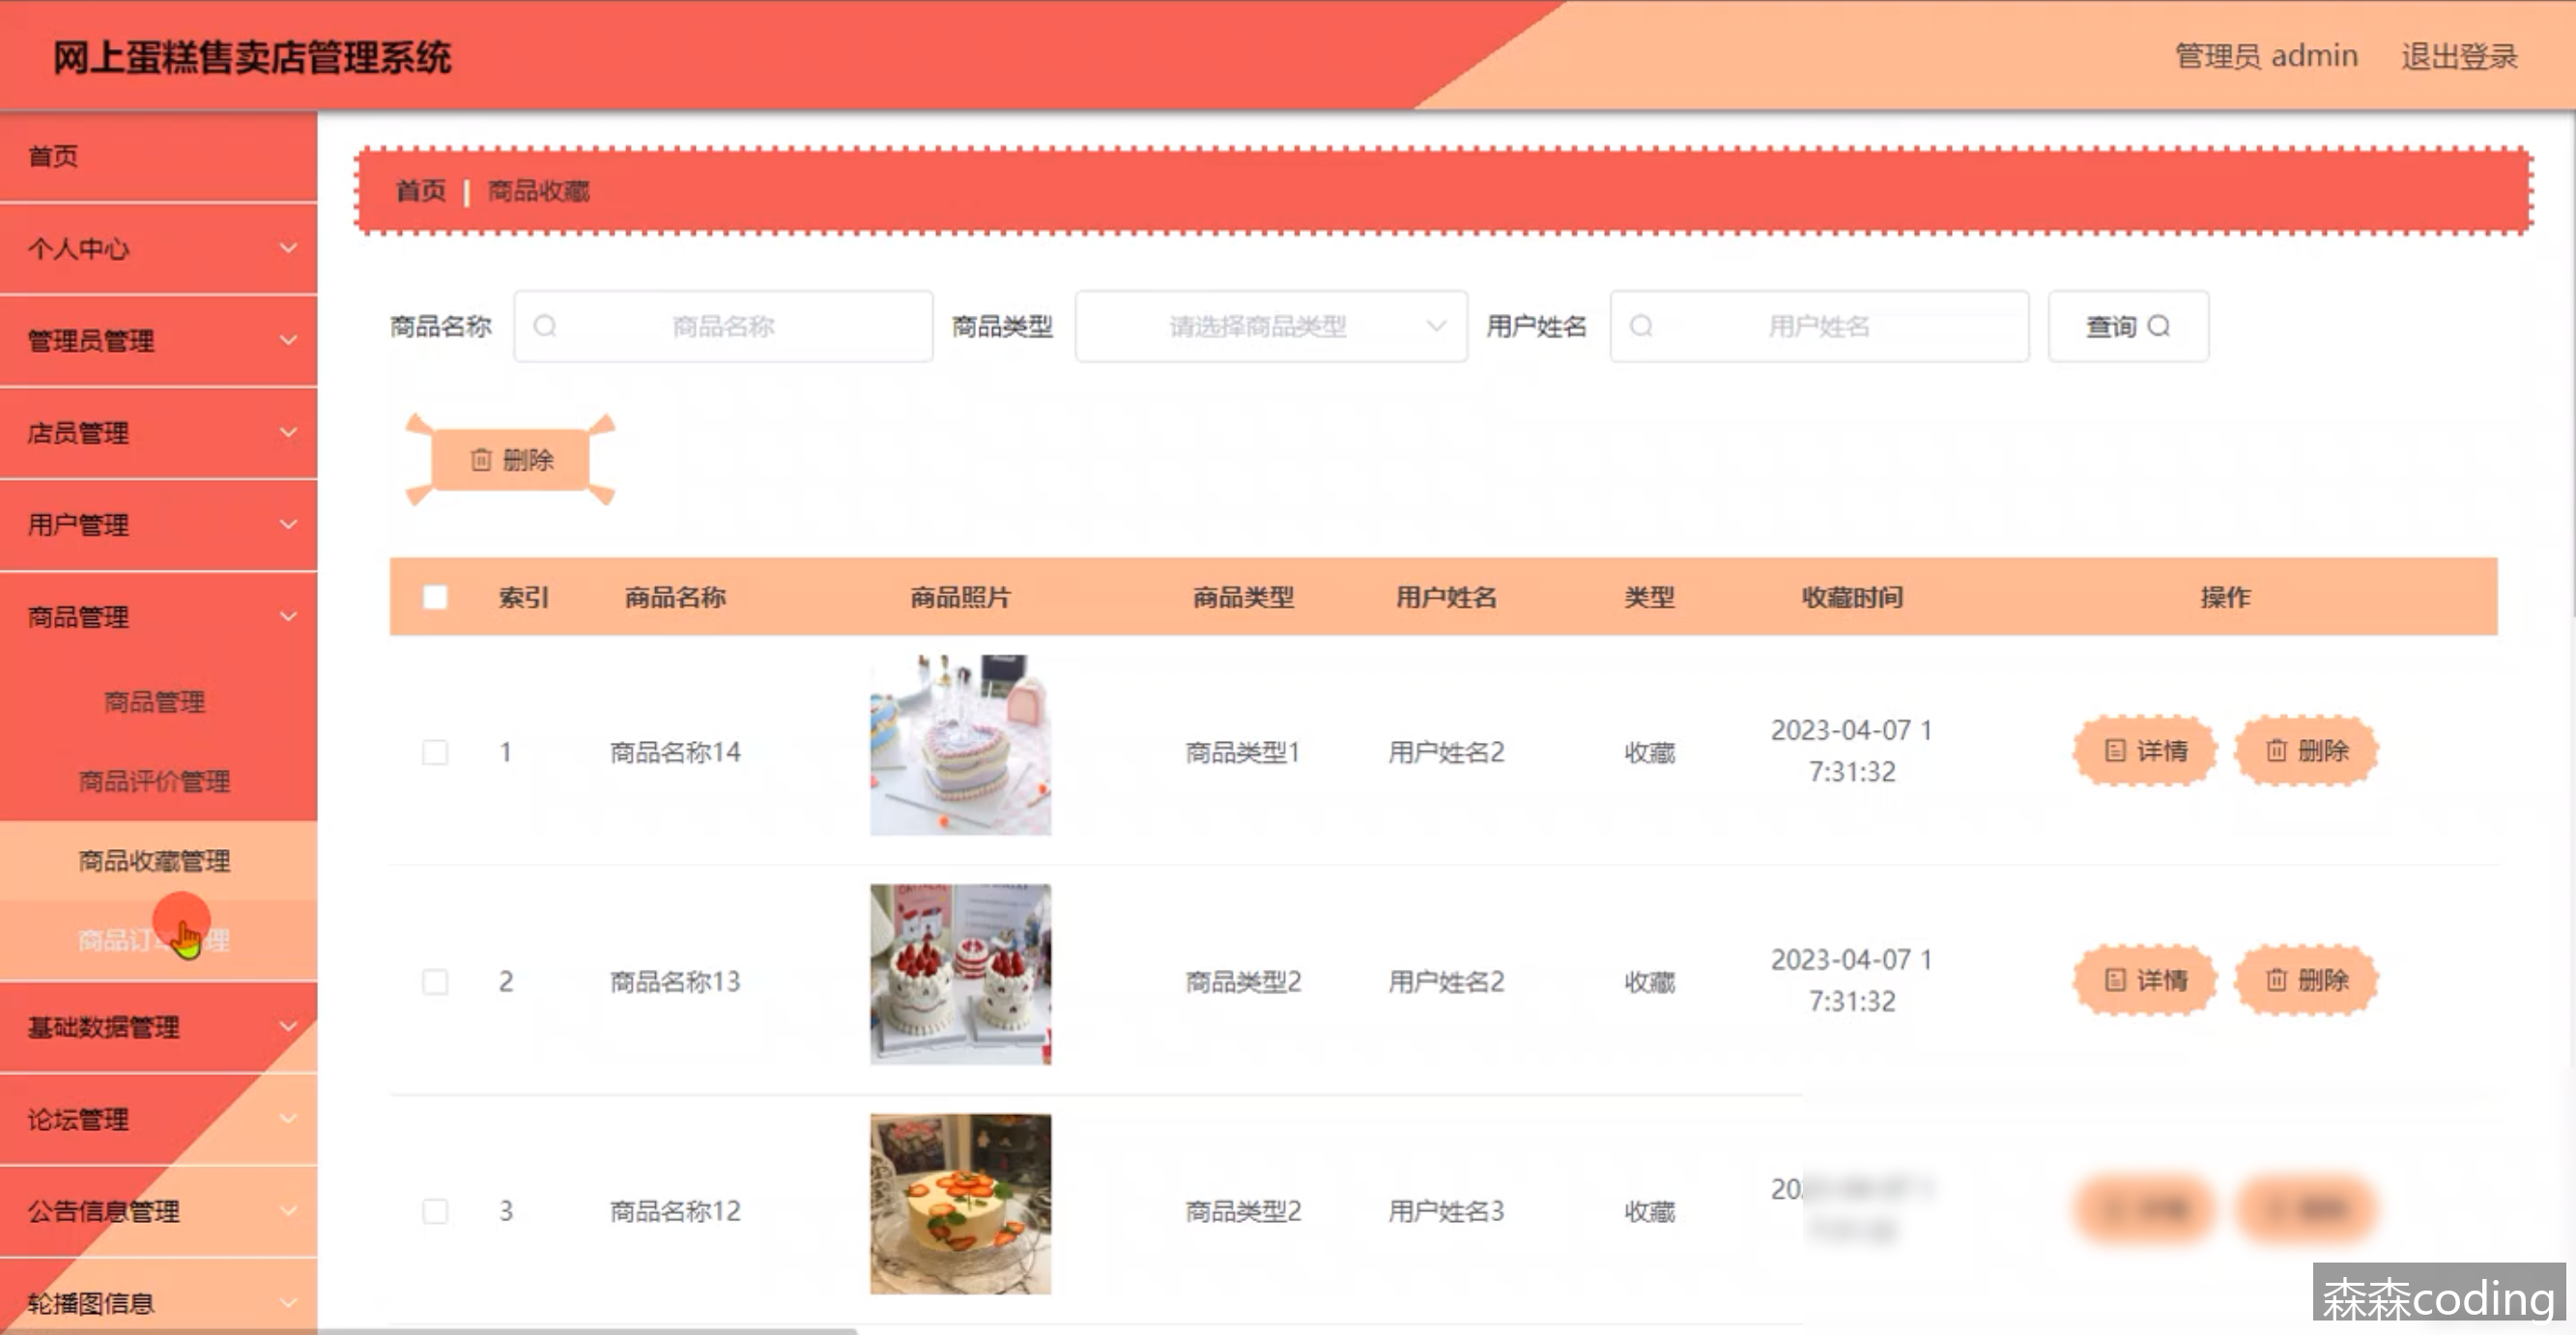 网上蛋糕售卖店管理系统
管理员 admin 退出登录
首页
个人中心
管理员管理
店员管理
用户管理
商品管理
商品管理
商品评价管理
商品收藏管理
商品订单管理
基础数据管理
论坛管理
公告信息管理
轮播图信息
首页 | 商品收藏
商品名称 商品名称 商品类型 请选择商品类型 用户姓名 用户姓名 查询
删除
索引 商品名称 商品照片 商品类型 用户姓名 类型 收藏时间 操作
1 商品名称14 商品类型1 用户姓名2 收藏 2023-04-07 1
7:31:32 详情 删除
2 商品名称13 商品类型2 用户姓名2 收藏 2023-04-07 1
7:31:32 详情 删除
3 商品名称12 商品类型2 用户姓名3 收藏
森森coding